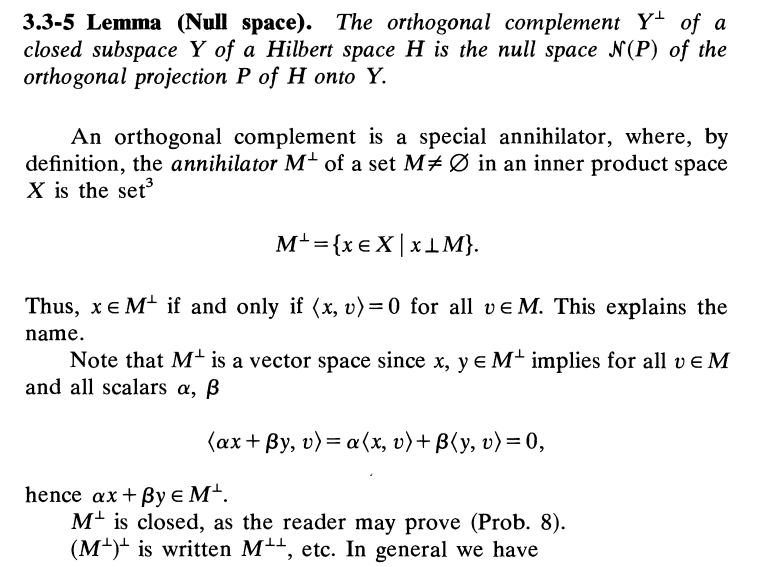 3.3-5 Lemma (Null space). The orthogonal complement Y⊥ of a
closed subspace Y of a Hilbert space H is the null space 𝒩(P) of the
orthogonal projection P of H onto Y.
An orthogonal complement is a special annihilator, where, by
definition, the annihilator M⊥ of a set M≠ ∅ in an inner product space
X is the set³
M⊥={x ∈ X | x⊥M}.
Thus, x ∈ M⊥ if and only if ⟨x, v⟩=0 for all v ∈ M. This explains the
name.
Note that M⊥ is a vector space since x, y ∈ M⊥ implies for all v ∈ M
and all scalars α, β
⟨αx+βy, v⟩=α⟨x, v⟩+β⟨y, v⟩=0,
hence αx+βy ∈ M⊥.
M⊥ is closed, as the reader may prove (Prob. 8).
(M⊥)⊥ is written M⊥⊥, etc. In general we have